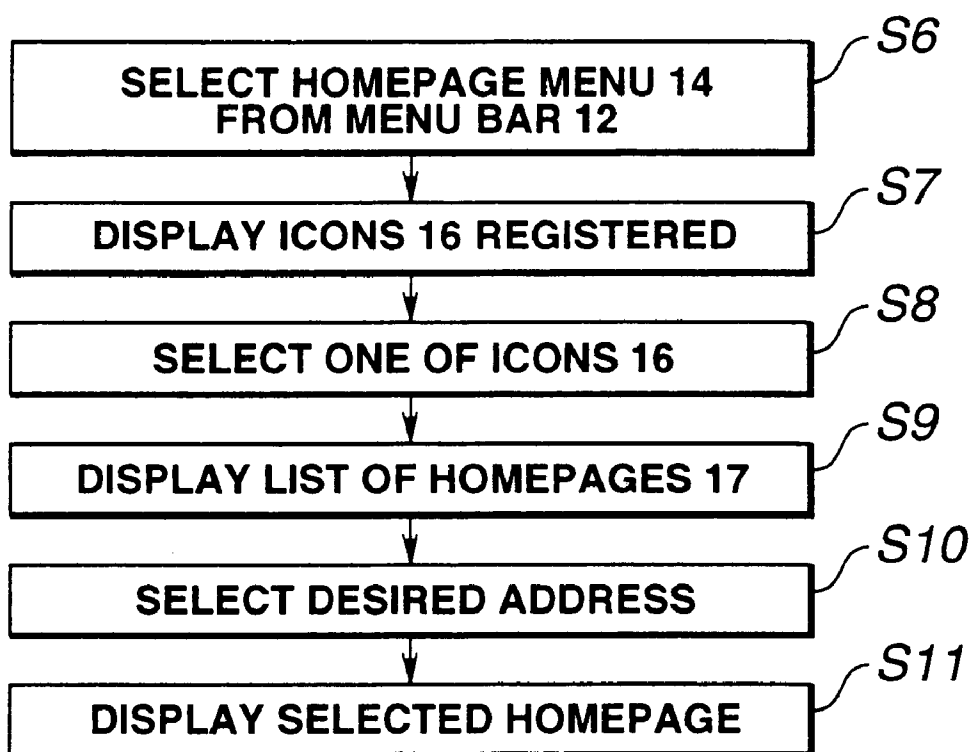 S6
SELECT HOMEPAGE MENU 14
FROM MENU BAR 12
S7
DISPLAY ICONS 16 REGISTERED
S8
SELECT ONE OF ICONS 16
S9
DISPLAY LIST OF HOMEPAGES 17
S10
SELECT DESIRED ADDRESS
S11
DISPLAY SELECTED HOMEPAGE